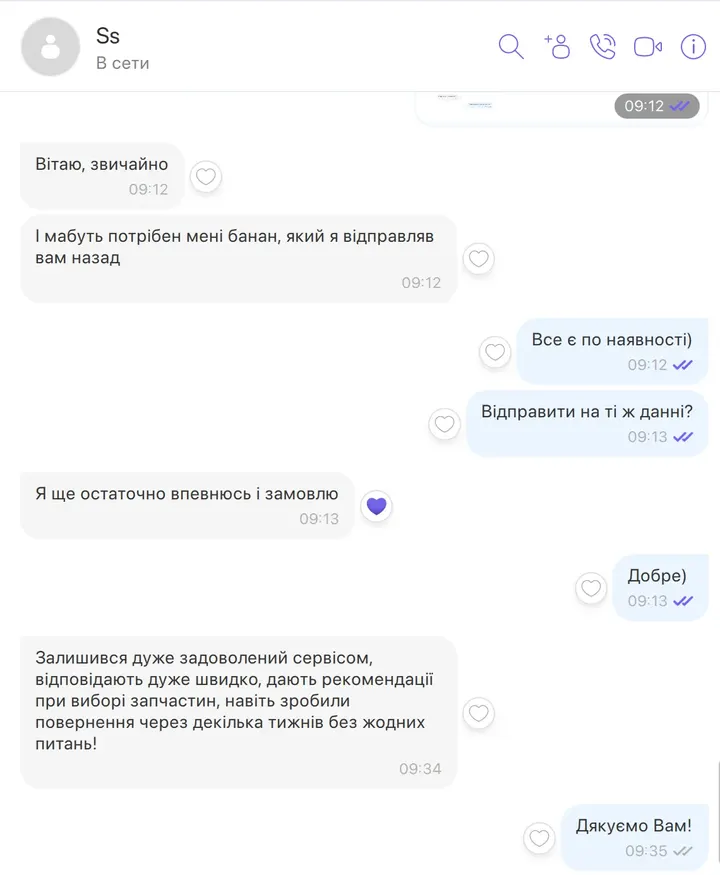 Ss
В сети
09:12
Вітаю, звичайно
09:12
І мабуть потрібен мені банан, який я відправляв
вам назад
09:12
Все є по наявності)
09:12
Відправити на ті ж данні?
09:13
Я ще остаточно впевнюсь і замовлю
09:13
Добре)
09:13
Залишився дуже задоволений сервісом,
відповідають дуже швидко, дають рекомендації
при виборі запчастин, навіть зробили
повернення через декілька тижнів без жодних
питань!
09:34
Дякуємо Вам!
09:35